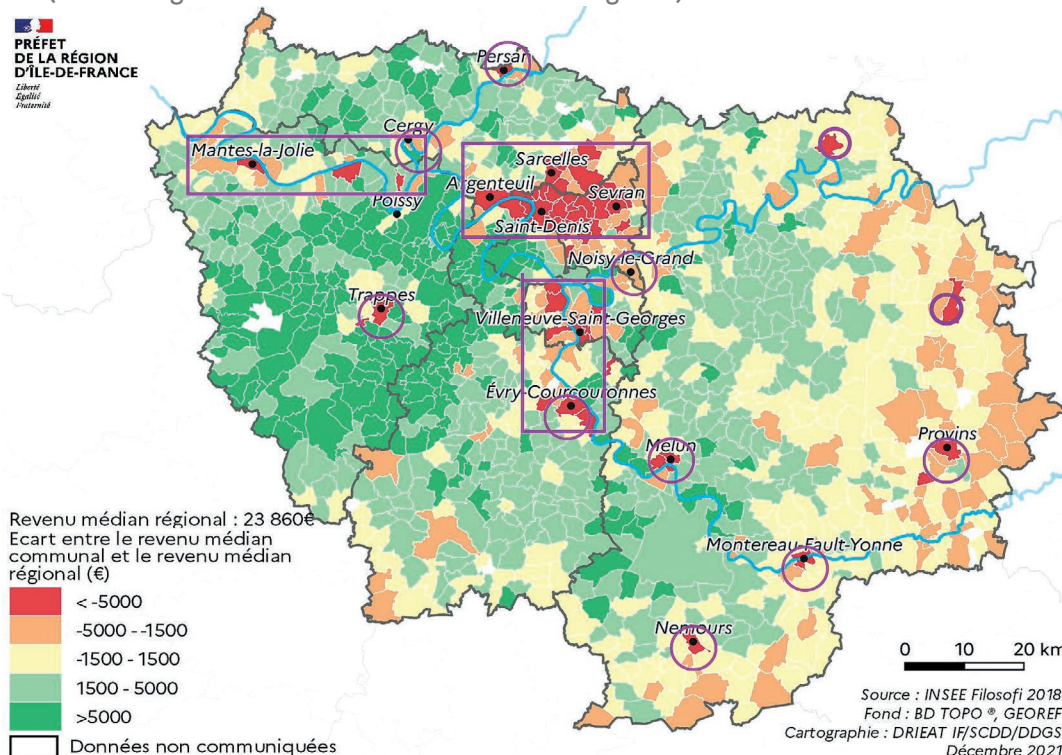 PRÉFET
DE LA RÉGION
D'ÎLE-DE-FRANCE
Liberté
Égalité
Fraternité
Persan
Cergy
Mantes-la-Jolie
Sarcelles
Argenteuil
Sevran
Poissy
Saint-Denis
Noisy-le-Grand
Trappes
Villeneuve-Saint-Georges
Évry-Courcouronnes
Melun
Provins
Montereau-Fault-Yonne
Nemours
Revenu médian régional : 23 860€
Ecart entre le revenu médian
communal et le revenu médian
régional (€)
< -5000
-5000 - -1500
-1500 - 1500
1500 - 5000
>5000
Données non communiquées
0 10 20 km
Source : INSEE Filosofi 2018
Fond : BD TOPO ®, GEOREF
Cartographie : DRIEAT IF/SCDD/DDGS
Décembre 2021